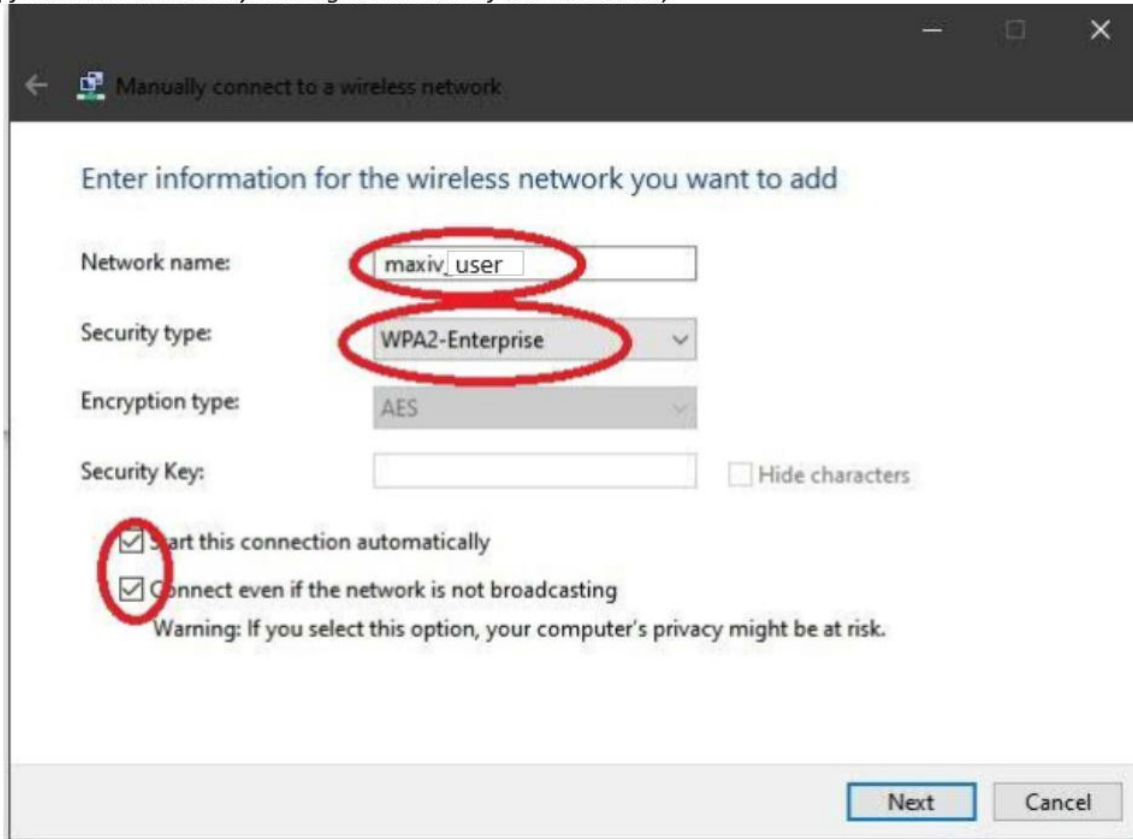 Manually connect to a wireless network
Enter information for the wireless network you want to add
Network name: maxiv_user
Security type: WPA2-Enterprise
Encryption type: AES
Security Key: Hide characters
Start this connection automatically
Connect even if the network is not broadcasting
Warning: If you select this option, your computer's privacy might be at risk.
Next Cancel